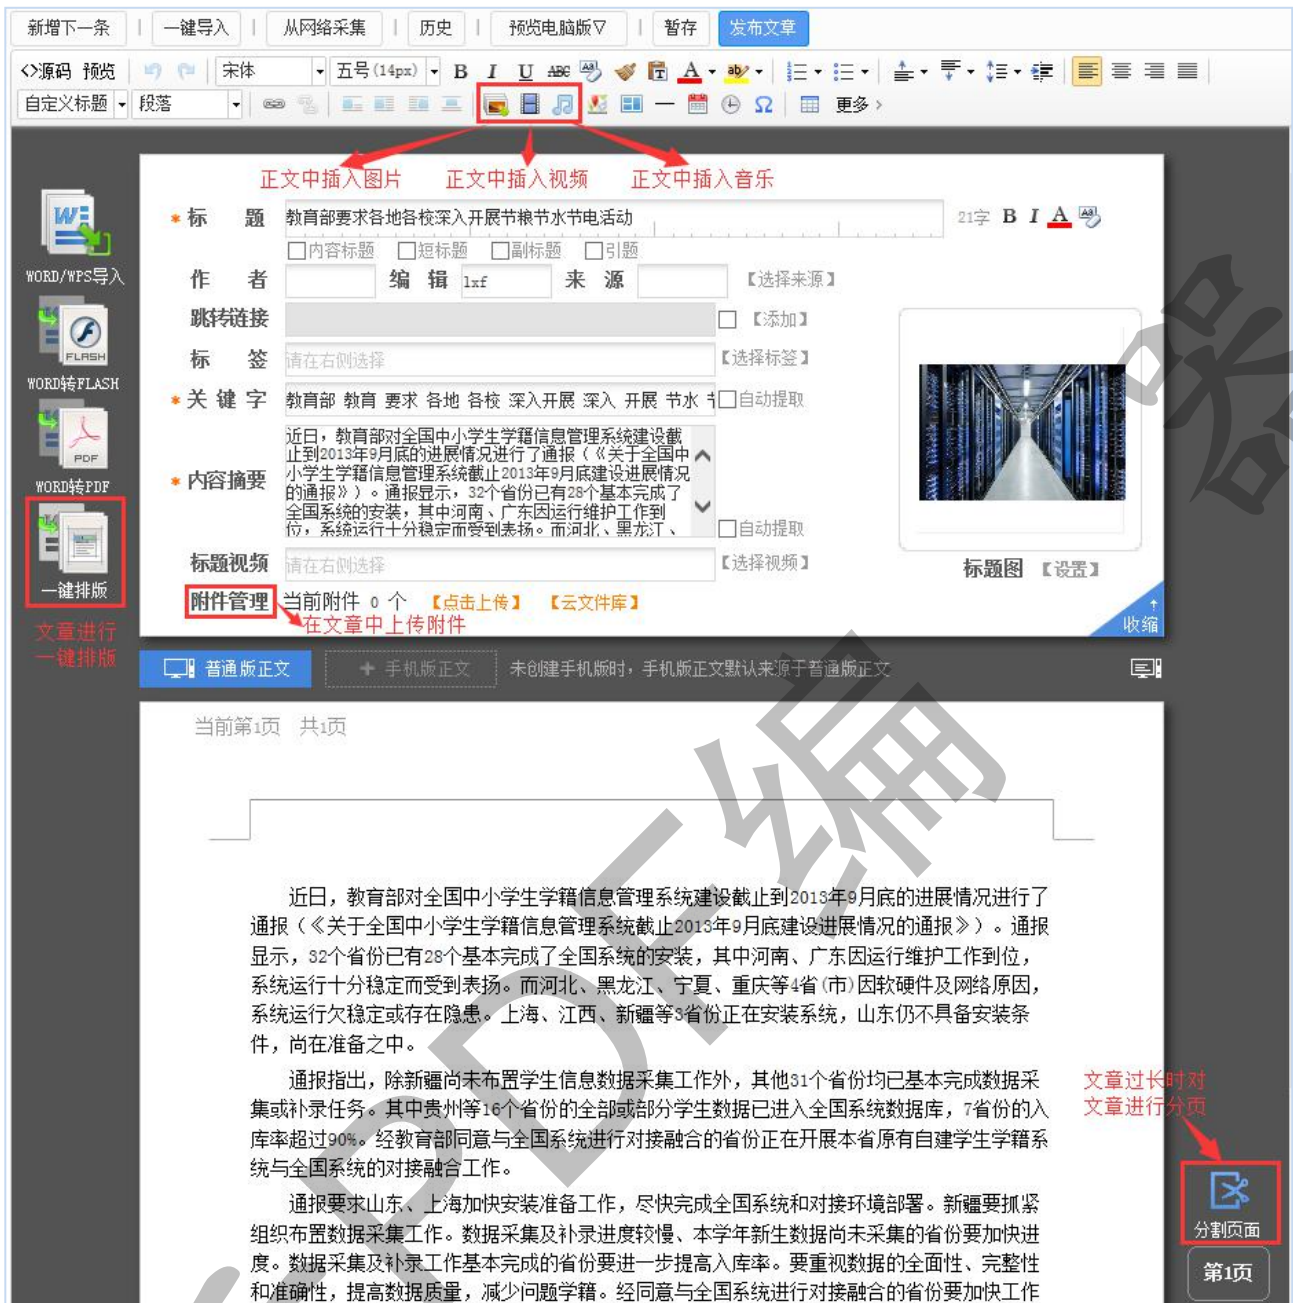 新增下一条 一键导入 从网络采集 历史 预览电脑版▽ 暂存 发布文章
<>源码 预览 宋体 五号(14px) B I U ABC A
自定义标题 段落 更多
正文中插入图片 正文中插入视频 正文中插入音乐
* 标 题 教育部要求各地各校深入开展节粮节水节电活动 21字 B I A
内容标题 短标题 副标题 引题
WORD/WPS导入
作 者 编 辑 lxf 来 源 【选择来源】
跳转链接 【添加】
FLASH
标 签 请在右侧选择 【选择标签】
WORD转FLASH
* 关 键 字 教育部 教育 要求 各地 各校 深入开展 深入 开展 节水 自动提取
PDF
WORD转PDF
* 内容摘要
近日，教育部对全国中小学生学籍信息管理系统建设截
止到2013年9月底的进展情况进行了通报（《关于全国中
小学生学籍信息管理系统截止2013年9月底建设进展情况
的通报》）。通报显示，32个省份已有28个基本完成了
全国系统的安装，其中河南、广东因运行维护工作到
位，系统运行十分稳定而受到表扬。而河北、黑龙江、
自动提取
标题视频 请在右侧选择 【选择视频】
标题图 【设置】
一键排版
附件管理 当前附件 0 个 【点击上传】 【云文件库】
在文章中上传附件
收缩
文章进行
一键排版
普通版正文 + 手机版正文 未创建手机版时，手机版正文默认来源于普通版正文
当前第1页 共1页
近日，教育部对全国中小学生学籍信息管理系统建设截止到2013年9月底的进展情况进行了
通报（《关于全国中小学生学籍信息管理系统截止2013年9月底建设进展情况的通报》）。通报
显示，32个省份已有28个基本完成了全国系统的安装，其中河南、广东因运行维护工作到位，
系统运行十分稳定而受到表扬。而河北、黑龙江、宁夏、重庆等4省(市)因软硬件及网络原因，
系统运行欠稳定或存在隐患。上海、江西、新疆等3省份正在安装系统，山东仍不具备安装条
件，尚在准备之中。
通报指出，除新疆尚未布置学生信息数据采集工作外，其他31个省份均已基本完成数据采
集或补录任务。其中贵州等16个省份的全部或部分学生数据已进入全国系统数据库，7省份的入
库率超过90%。经教育部同意与全国系统进行对接融合的省份正在开展本省原有自建学生学籍系
统与全国系统的对接融合工作。
文章过长时对
文章进行分页
通报要求山东、上海加快安装准备工作，尽快完成全国系统和对接环境部署。新疆要抓紧
组织布置数据采集工作。数据采集及补录进度较慢、本学年新生数据尚未采集的省份要加快进
度。数据采集及补录工作基本完成的省份要进一步提高入库率。要重视数据的全面性、完整性
和准确性，提高数据质量，减少问题学籍。经同意与全国系统进行对接融合的省份要加快工作
分割页面
第1页
PDF编
器